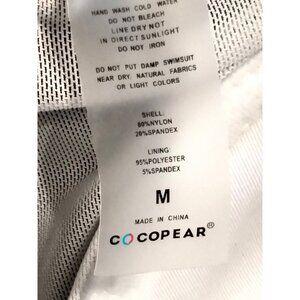 HAND WASH COLD WATER
DO NOT BLEACH
LINE DRY NOT
IN DIRECT SUNLIGHT
DO NOT IRON
DO NOT PUT DAMP SWIMSUIT
NEAR DRY. NATURAL FABRICS
OR LIGHT COLORS
SHELL:
80%NYLON
20%SPANDEX
LINING:
95%POLYESTER
5%SPANDEX
M
MADE IN CHINA
COCOPEAR®